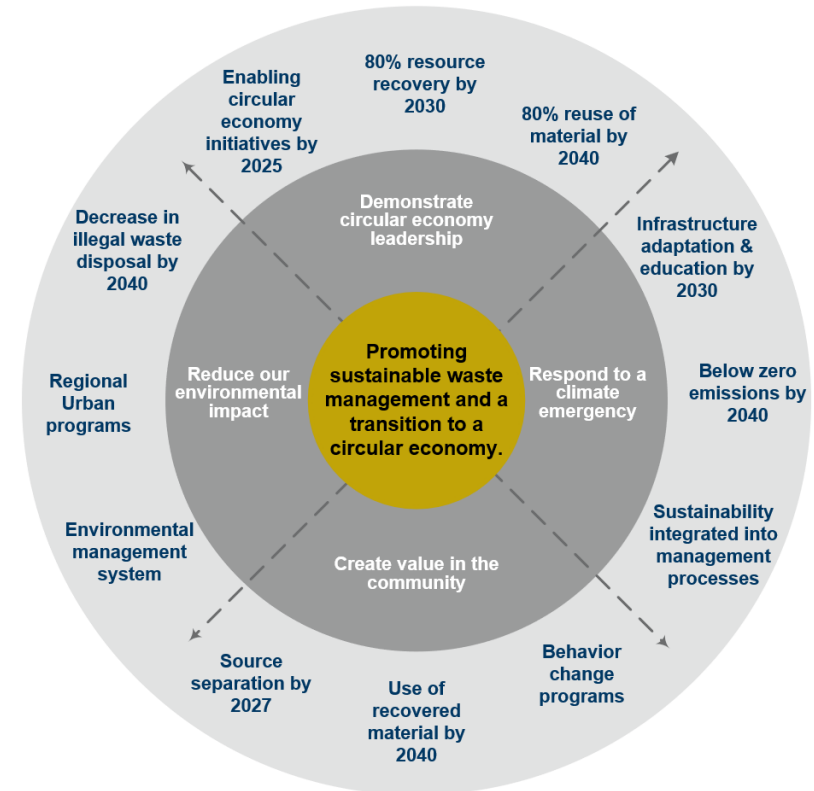 80% resource
recovery by
2030
Enabling
circular
economy
initiatives by
2025
80% reuse of
material by
2040
Demonstrate
circular economy
leadership
Decrease in
illegal waste
disposal by
2040
Infrastructure
adaptation &
education by
2030
Promoting
sustainable waste
management and a
transition to a
circular economy.
Reduce our
environmental
impact
Respond to a
climate
emergency
Regional
Urban
programs
Below zero
emissions by
2040
Environmental
management
system
Sustainability
integrated into
management
processes
Create value in the
community
Source
separation by
2027
Use of
recovered
material by
2040
Behavior
change
programs